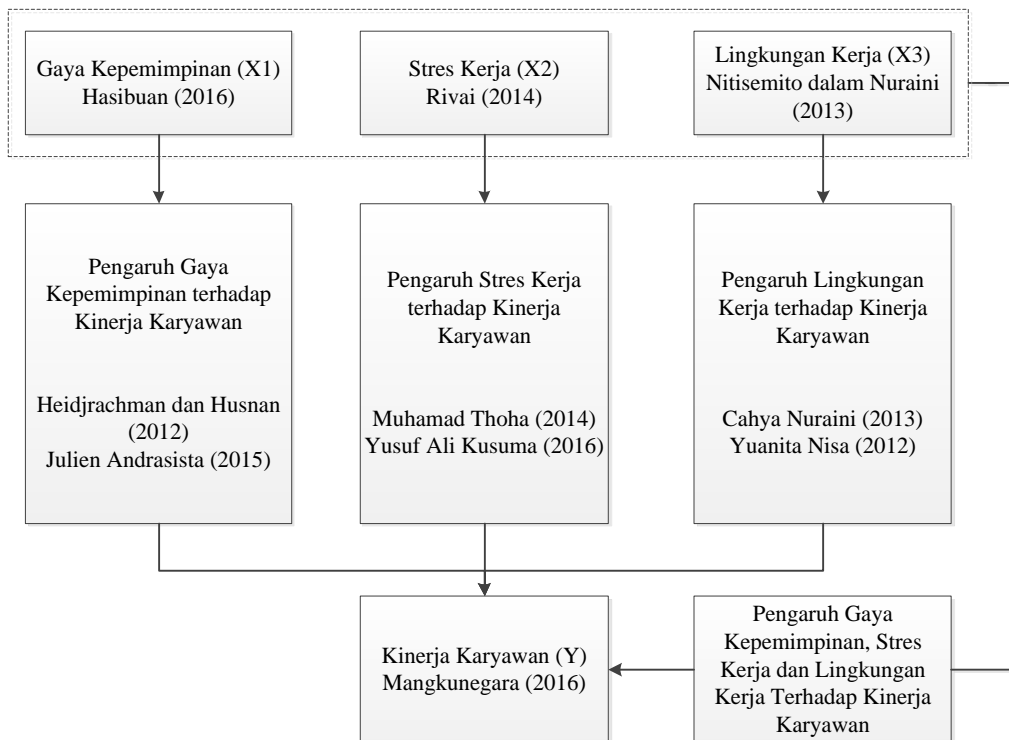 Gaya Kepemimpinan (X1)
Hasibuan (2016)
Stres Kerja (X2)
Rivai (2014)
Lingkungan Kerja (X3)
Nitisemito dalam Nuraini
(2013)
Pengaruh Gaya
Kepemimpinan terhadap
Kinerja Karyawan
Heidjrachman dan Husnan
(2012)
Julien Andrasista (2015)
Pengaruh Stres Kerja
terhadap Kinerja
Karyawan
Muhamad Thoha (2014)
Yusuf Ali Kusuma (2016)
Pengaruh Lingkungan
Kerja terhadap Kinerja
Karyawan
Cahya Nuraini (2013)
Yuanita Nisa (2012)
Kinerja Karyawan (Y)
Mangkunegara (2016)
Pengaruh Gaya
Kepemimpinan, Stres
Kerja dan Lingkungan
Kerja Terhadap Kinerja
Karyawan